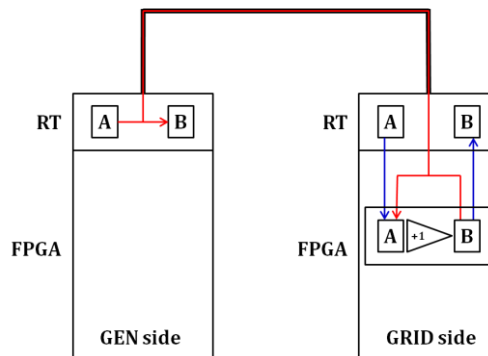 RT A B RT A B
FPGA FPGA A +1 B
GEN side GRID side